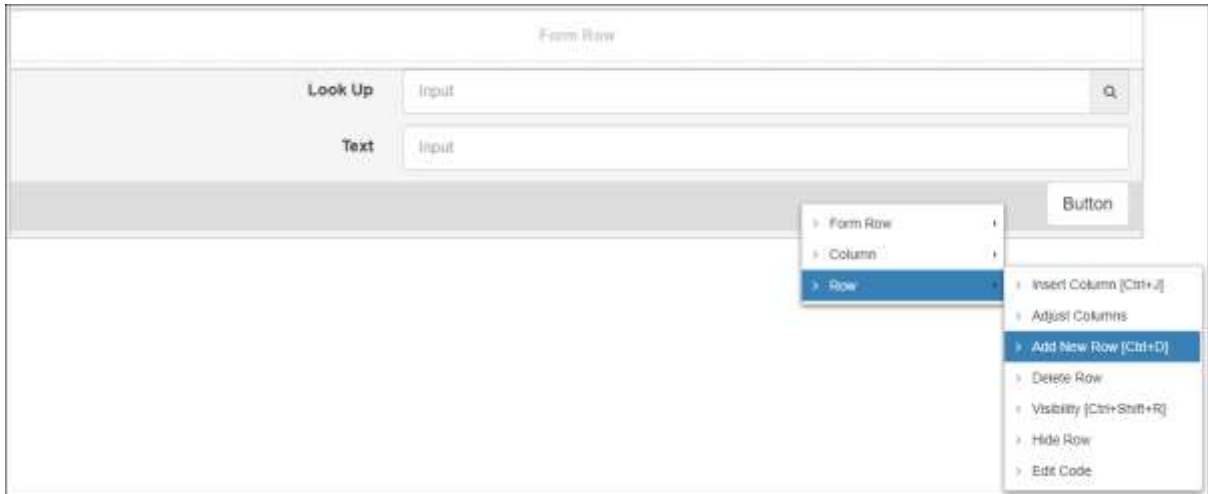 Form Row
Look Up
Input
Text
Input
Button
Form Row
Column
Row
Insert Column [Ctrl+J]
Adjust Columns
Add New Row [Ctrl+D]
Delete Row
Visibility [Ctrl+Shift+R]
Hide Row
Edit Code